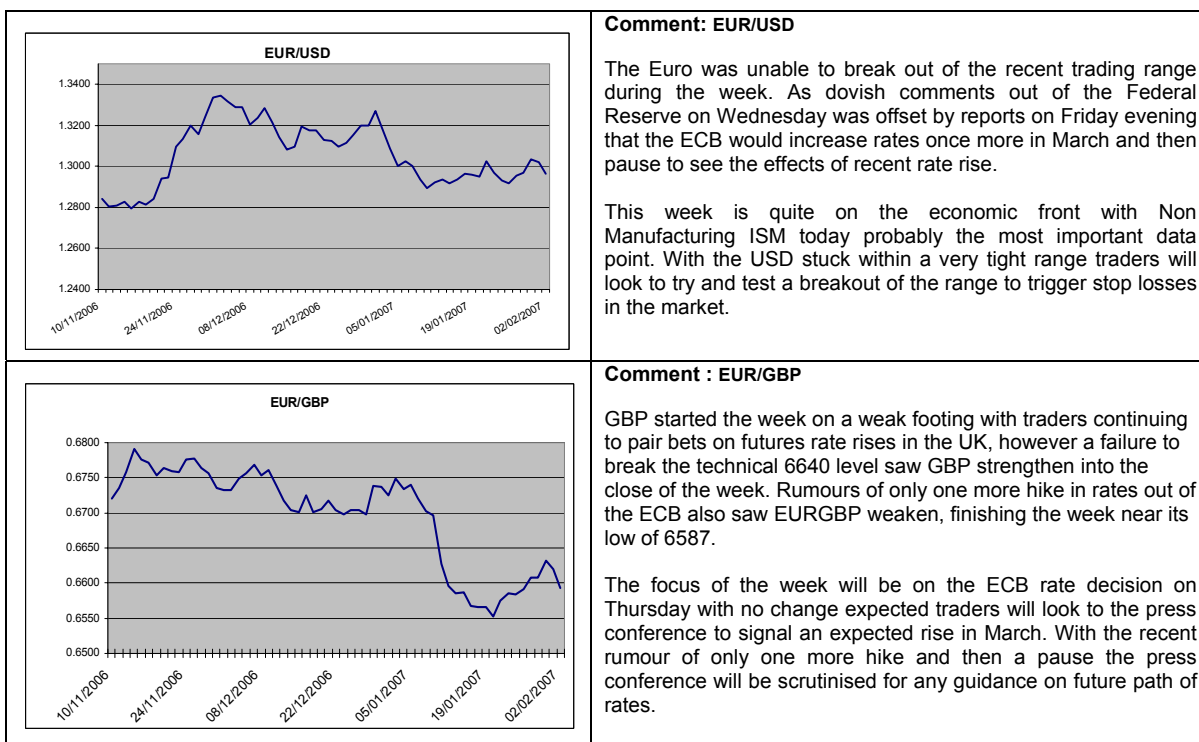 EUR/USD
1.3400
1.3200
1.3000
1.2800
1.2600
1.2400
10/11/2006
24/11/2006
08/12/2006
22/12/2006
05/01/2007
19/01/2007
02/02/2007
Comment: EUR/USD
The Euro was unable to break out of the recent trading range
during the week. As dovish comments out of the Federal
Reserve on Wednesday was offset by reports on Friday evening
that the ECB would increase rates once more in March and then
pause to see the effects of recent rate rise.
This week is quite on the economic front with Non
Manufacturing ISM today probably the most important data
point. With the USD stuck within a very tight range traders will
look to try and test a breakout of the range to trigger stop losses
in the market.
EUR/GBP
0.6800
0.6750
0.6700
0.6650
0.6600
0.6550
0.6500
10/11/2006
24/11/2006
08/12/2006
22/12/2006
05/01/2007
19/01/2007
02/02/2007
Comment : EUR/GBP
GBP started the week on a weak footing with traders continuing
to pair bets on futures rate rises in the UK, however a failure to
break the technical 6640 level saw GBP strengthen into the
close of the week. Rumours of only one more hike in rates out of
the ECB also saw EURGBP weaken, finishing the week near its
low of 6587.
The focus of the week will be on the ECB rate decision on
Thursday with no change expected traders will look to the press
conference to signal an expected rise in March. With the recent
rumour of only one more hike and then a pause the press
conference will be scrutinised for any guidance on future path of
rates.